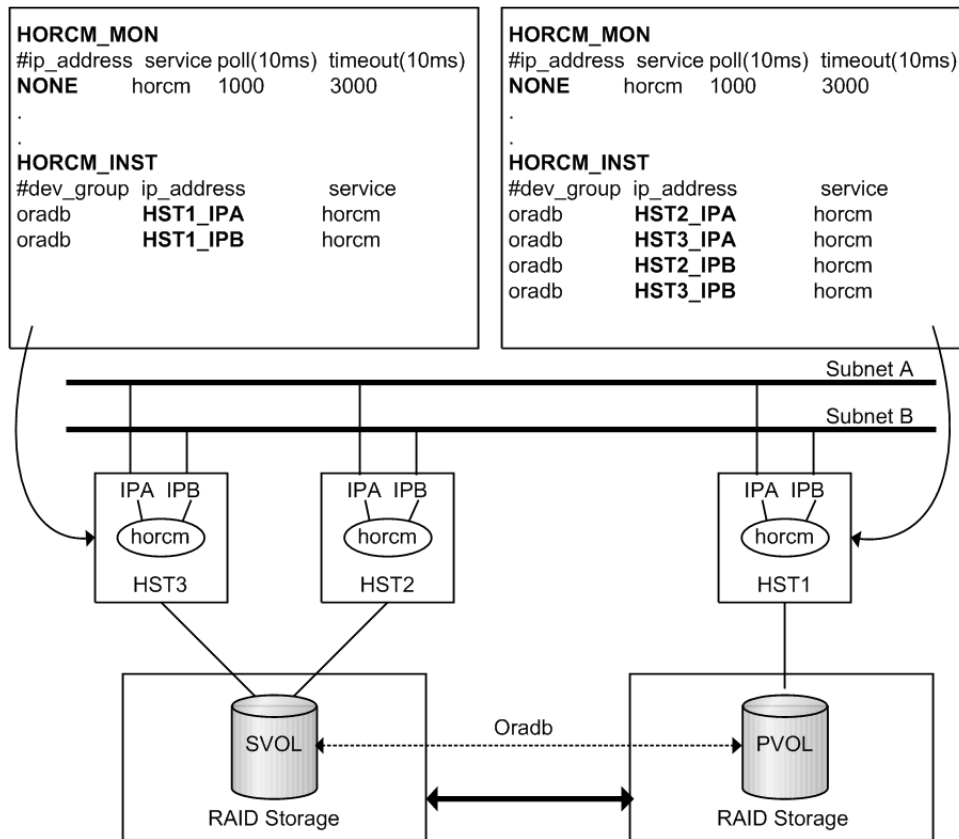 HORCM_MON
#ip_address service poll(10ms) timeout(10ms)
NONE horcm 1000 3000
.
.
HORCM_INST
#dev_group ip_address service
oradb HST1_IPA horcm
oradb HST1_IPB horcm
HORCM_MON
#ip_address service poll(10ms) timeout(10ms)
NONE horcm 1000 3000
.
.
HORCM_INST
#dev_group ip_address service
oradb HST2_IPA horcm
oradb HST3_IPA horcm
oradb HST2_IPB horcm
oradb HST3_IPB horcm
Subnet A
Subnet B
IPA IPB
horcm
HST3
IPA IPB
horcm
HST2
IPA IPB
horcm
HST1
SVOL
Oradb
PVOL
RAID Storage
RAID Storage